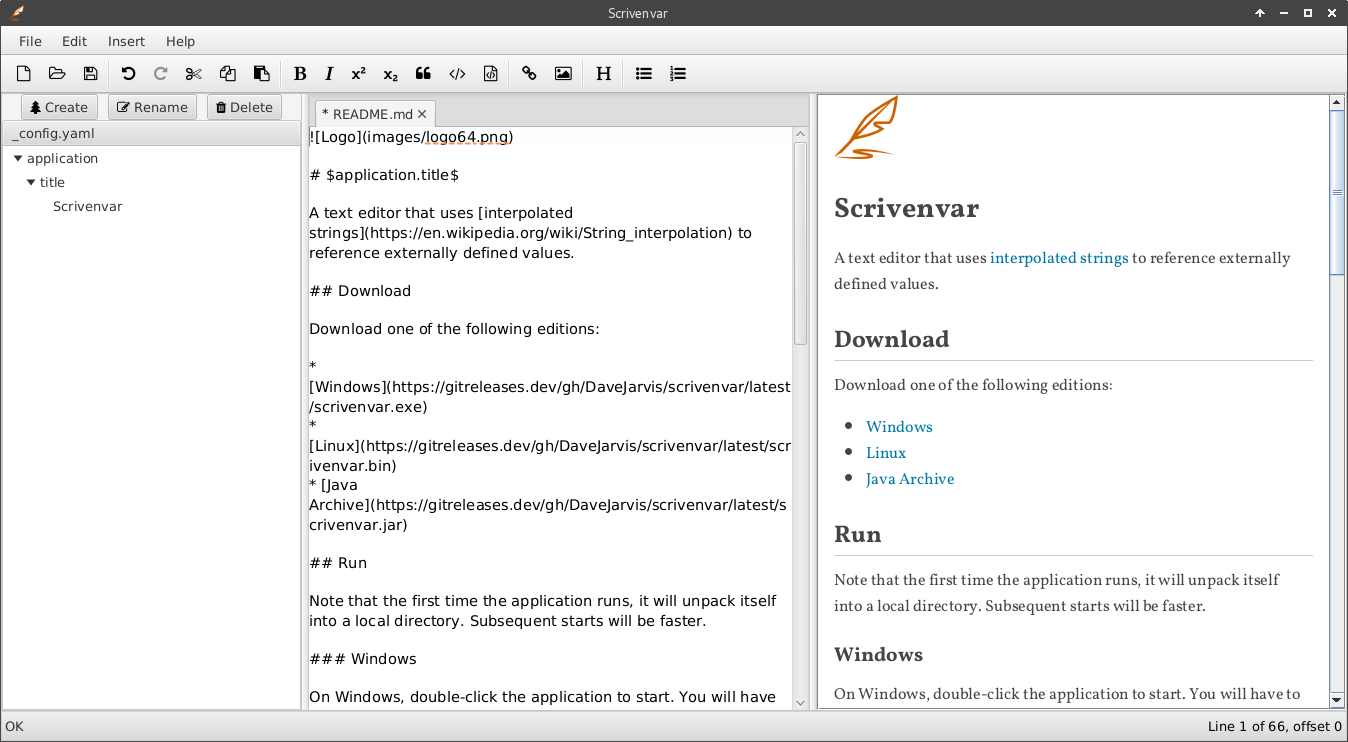 Scrivenvar
File Edit Insert Help
B I x² x₂ H
Create Rename Delete
_config.yaml
application
title
Scrivenvar
* README.md
![Logo](images/logo64.png)
# $application.title$
A text editor that uses [interpolated
strings](https://en.wikipedia.org/wiki/String_interpolation) to
reference externally defined values.
## Download
Download one of the following editions:
*
[Windows](https://gitreleases.dev/gh/DaveJarvis/scrivenvar/latest
/scrivenvar.exe)
*
[Linux](https://gitreleases.dev/gh/DaveJarvis/scrivenvar/latest/scr
ivenvar.bin)
* [Java
Archive](https://gitreleases.dev/gh/DaveJarvis/scrivenvar/latest/s
crivenvar.jar)
## Run
Note that the first time the application runs, it will unpack itself
into a local directory. Subsequent starts will be faster.
### Windows
On Windows, double-click the application to start. You will have
Scrivenvar
A text editor that uses interpolated strings to reference externally
defined values.
Download
Download one of the following editions:
• Windows
• Linux
• Java Archive
Run
Note that the first time the application runs, it will unpack itself
into a local directory. Subsequent starts will be faster.
Windows
On Windows, double-click the application to start. You will have to
OK
Line 1 of 66, offset 0